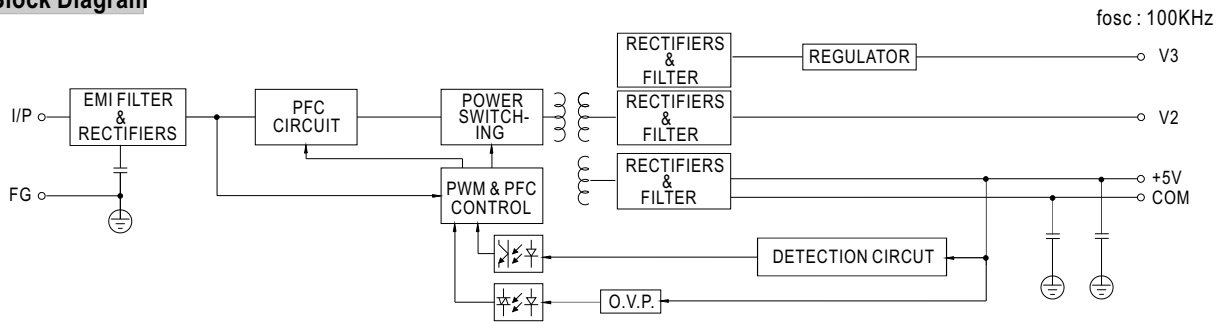 Block Diagram
fosc : 100KHz
RECTIFIERS
&
FILTER
REGULATOR
V3
I/P
EMI FILTER
&
RECTIFIERS
PFC
CIRCUIT
POWER
SWITCH-
ING
RECTIFIERS
&
FILTER
V2
FG
PWM & PFC
CONTROL
RECTIFIERS
&
FILTER
+5V
COM
DETECTION CIRCUT
O.V.P.